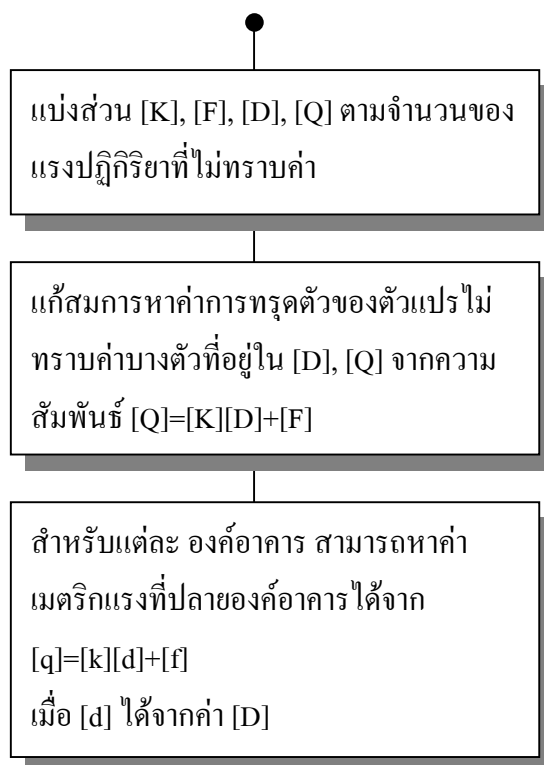 แบ่งส่วน [K], [F], [D], [Q] ตามจำนวนของ
แรงปฏิกิริยาที่ไม่ทราบค่า
แก้สมการหาค่าการทรุดตัวของตัวแปรไม่
ทราบค่าบางตัวที่อยู่ใน [D], [Q] จากความ
สัมพันธ์ [Q]=[K][D]+[F]
สำหรับแต่ละ องค์อาคาร สามารถหาค่า
เมตริกแรงที่ปลายองค์อาคารได้จาก
[q]=[k][d]+[f]
เมื่อ [d] ได้จากค่า [D]